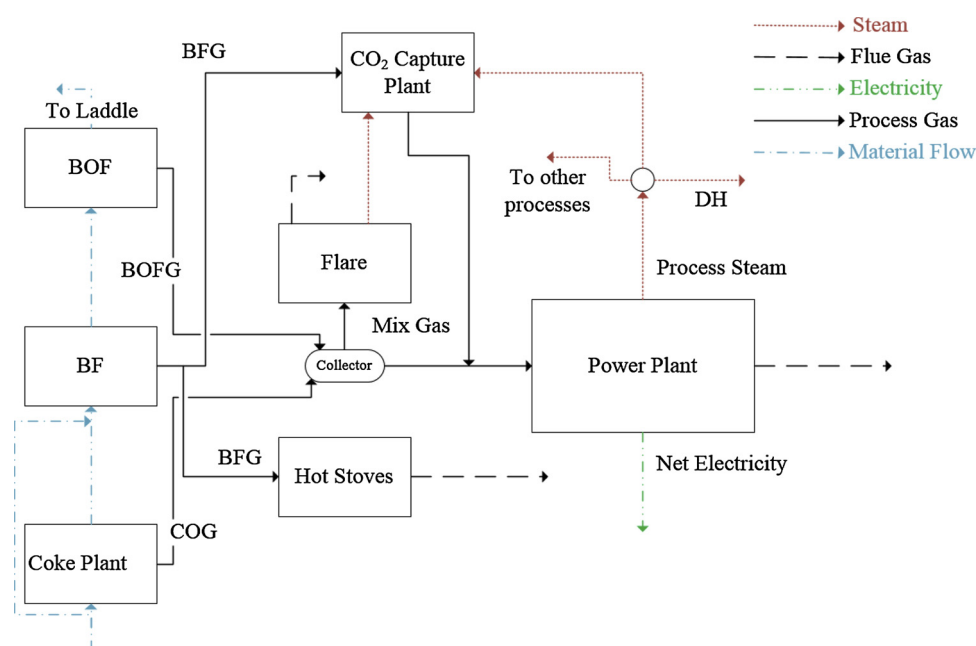 BFG
CO₂ Capture
Plant
Steam
Flue Gas
Electricity
Process Gas
Material Flow
To Laddle
BOF
To other
processes
DH
BOFG
Flare
Process Steam
Mix Gas
BF
Collector
Power Plant
BFG
Hot Stoves
Net Electricity
COG
Coke Plant